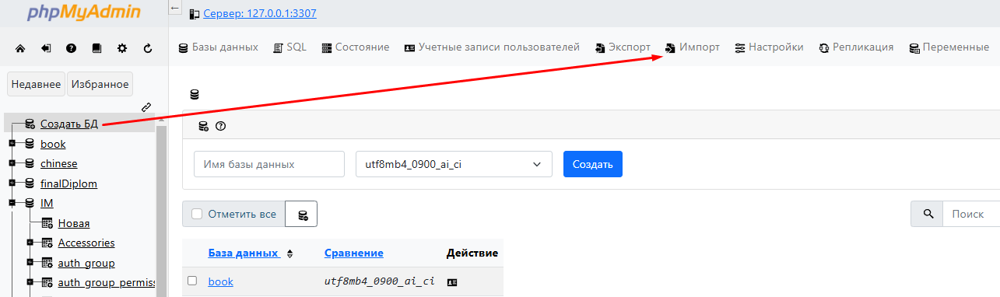 phpMyAdmin
Недавнее Избранное
Создать БД
book
chinese
finalDiplom
IM
Новая
Accessories
auth_group
auth_group_permis
Сервер: 127.0.0.1:3307
Базы данных SQL Состояние Учетные записи пользователей Экспорт Импорт Настройки Репликация Переменные
Имя базы данных utf8mb4_0900_ai_ci Создать
Отметить все Поиск
База данных Сравнение Действие
book utf8mb4_0900_ai_ci